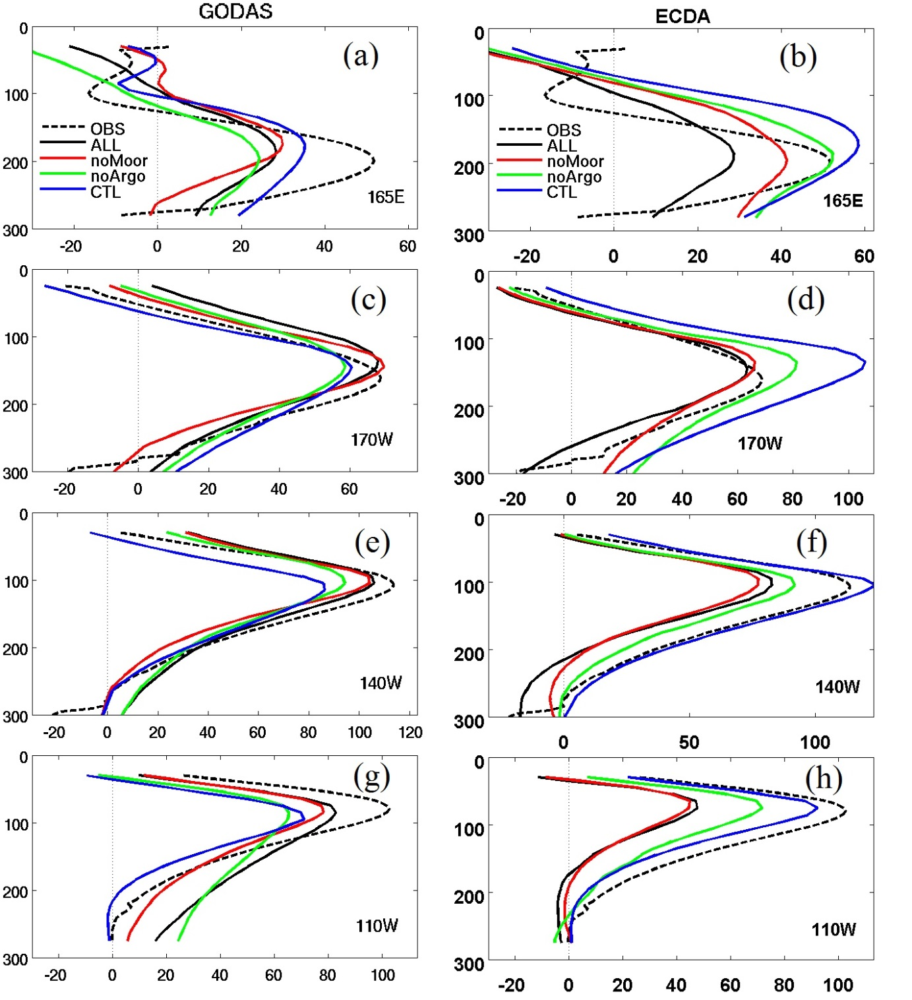 GODAS
ECDA
0
100
200
300
(a)
OBS
ALL
noMoor
noArgo
CTL
165E
-20 0 20 40 60
0
100
200
300
(b)
OBS
ALL
noMoor
noArgo
CTL
165E
-20 0 20 40 60
0
100
200
300
(c)
170W
-20 0 20 40 60
0
100
200
300
(d)
170W
-20 0 20 40 60 80 100
0
100
200
300
(e)
140W
-20 0 20 40 60 80 100 120
0
100
200
300
(f)
140W
0 50 100
0
100
200
300
(g)
110W
-20 0 20 40 60 80 100
0
100
200
300
(h)
110W
-20 0 20 40 60 80 100